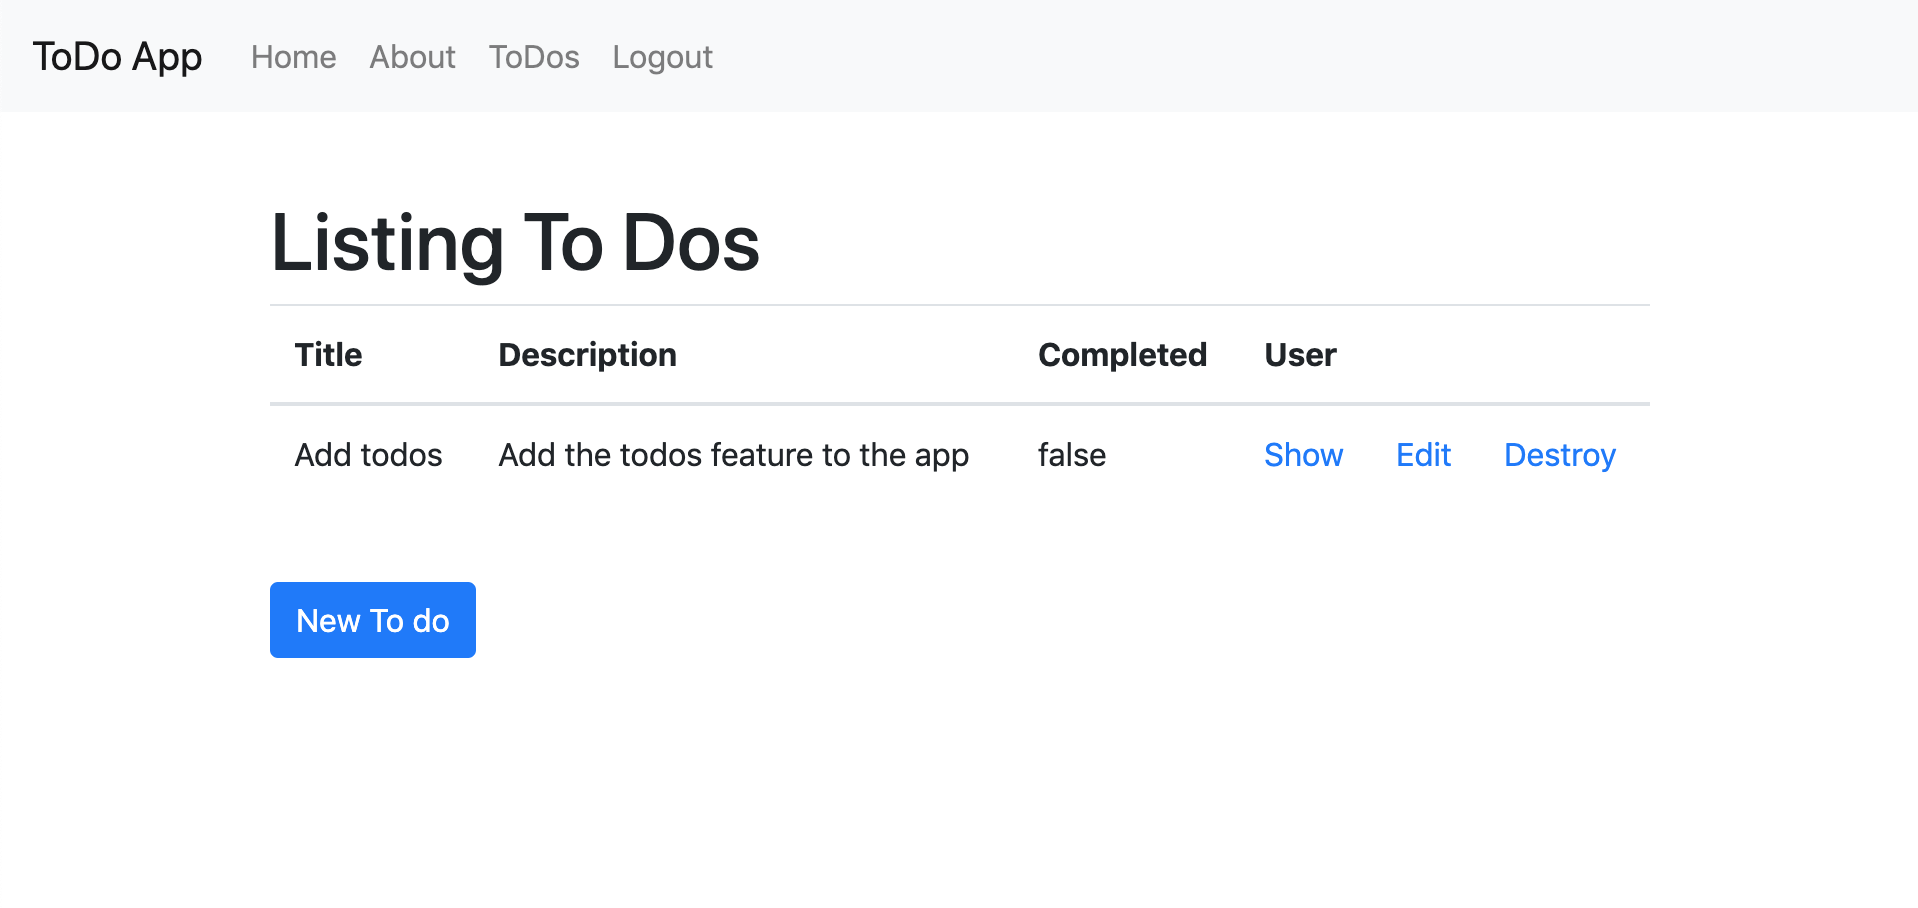 ToDo App Home About ToDos Logout
Listing To Dos
Title Description Completed User
Add todos Add the todos feature to the app false Show Edit Destroy
New To do